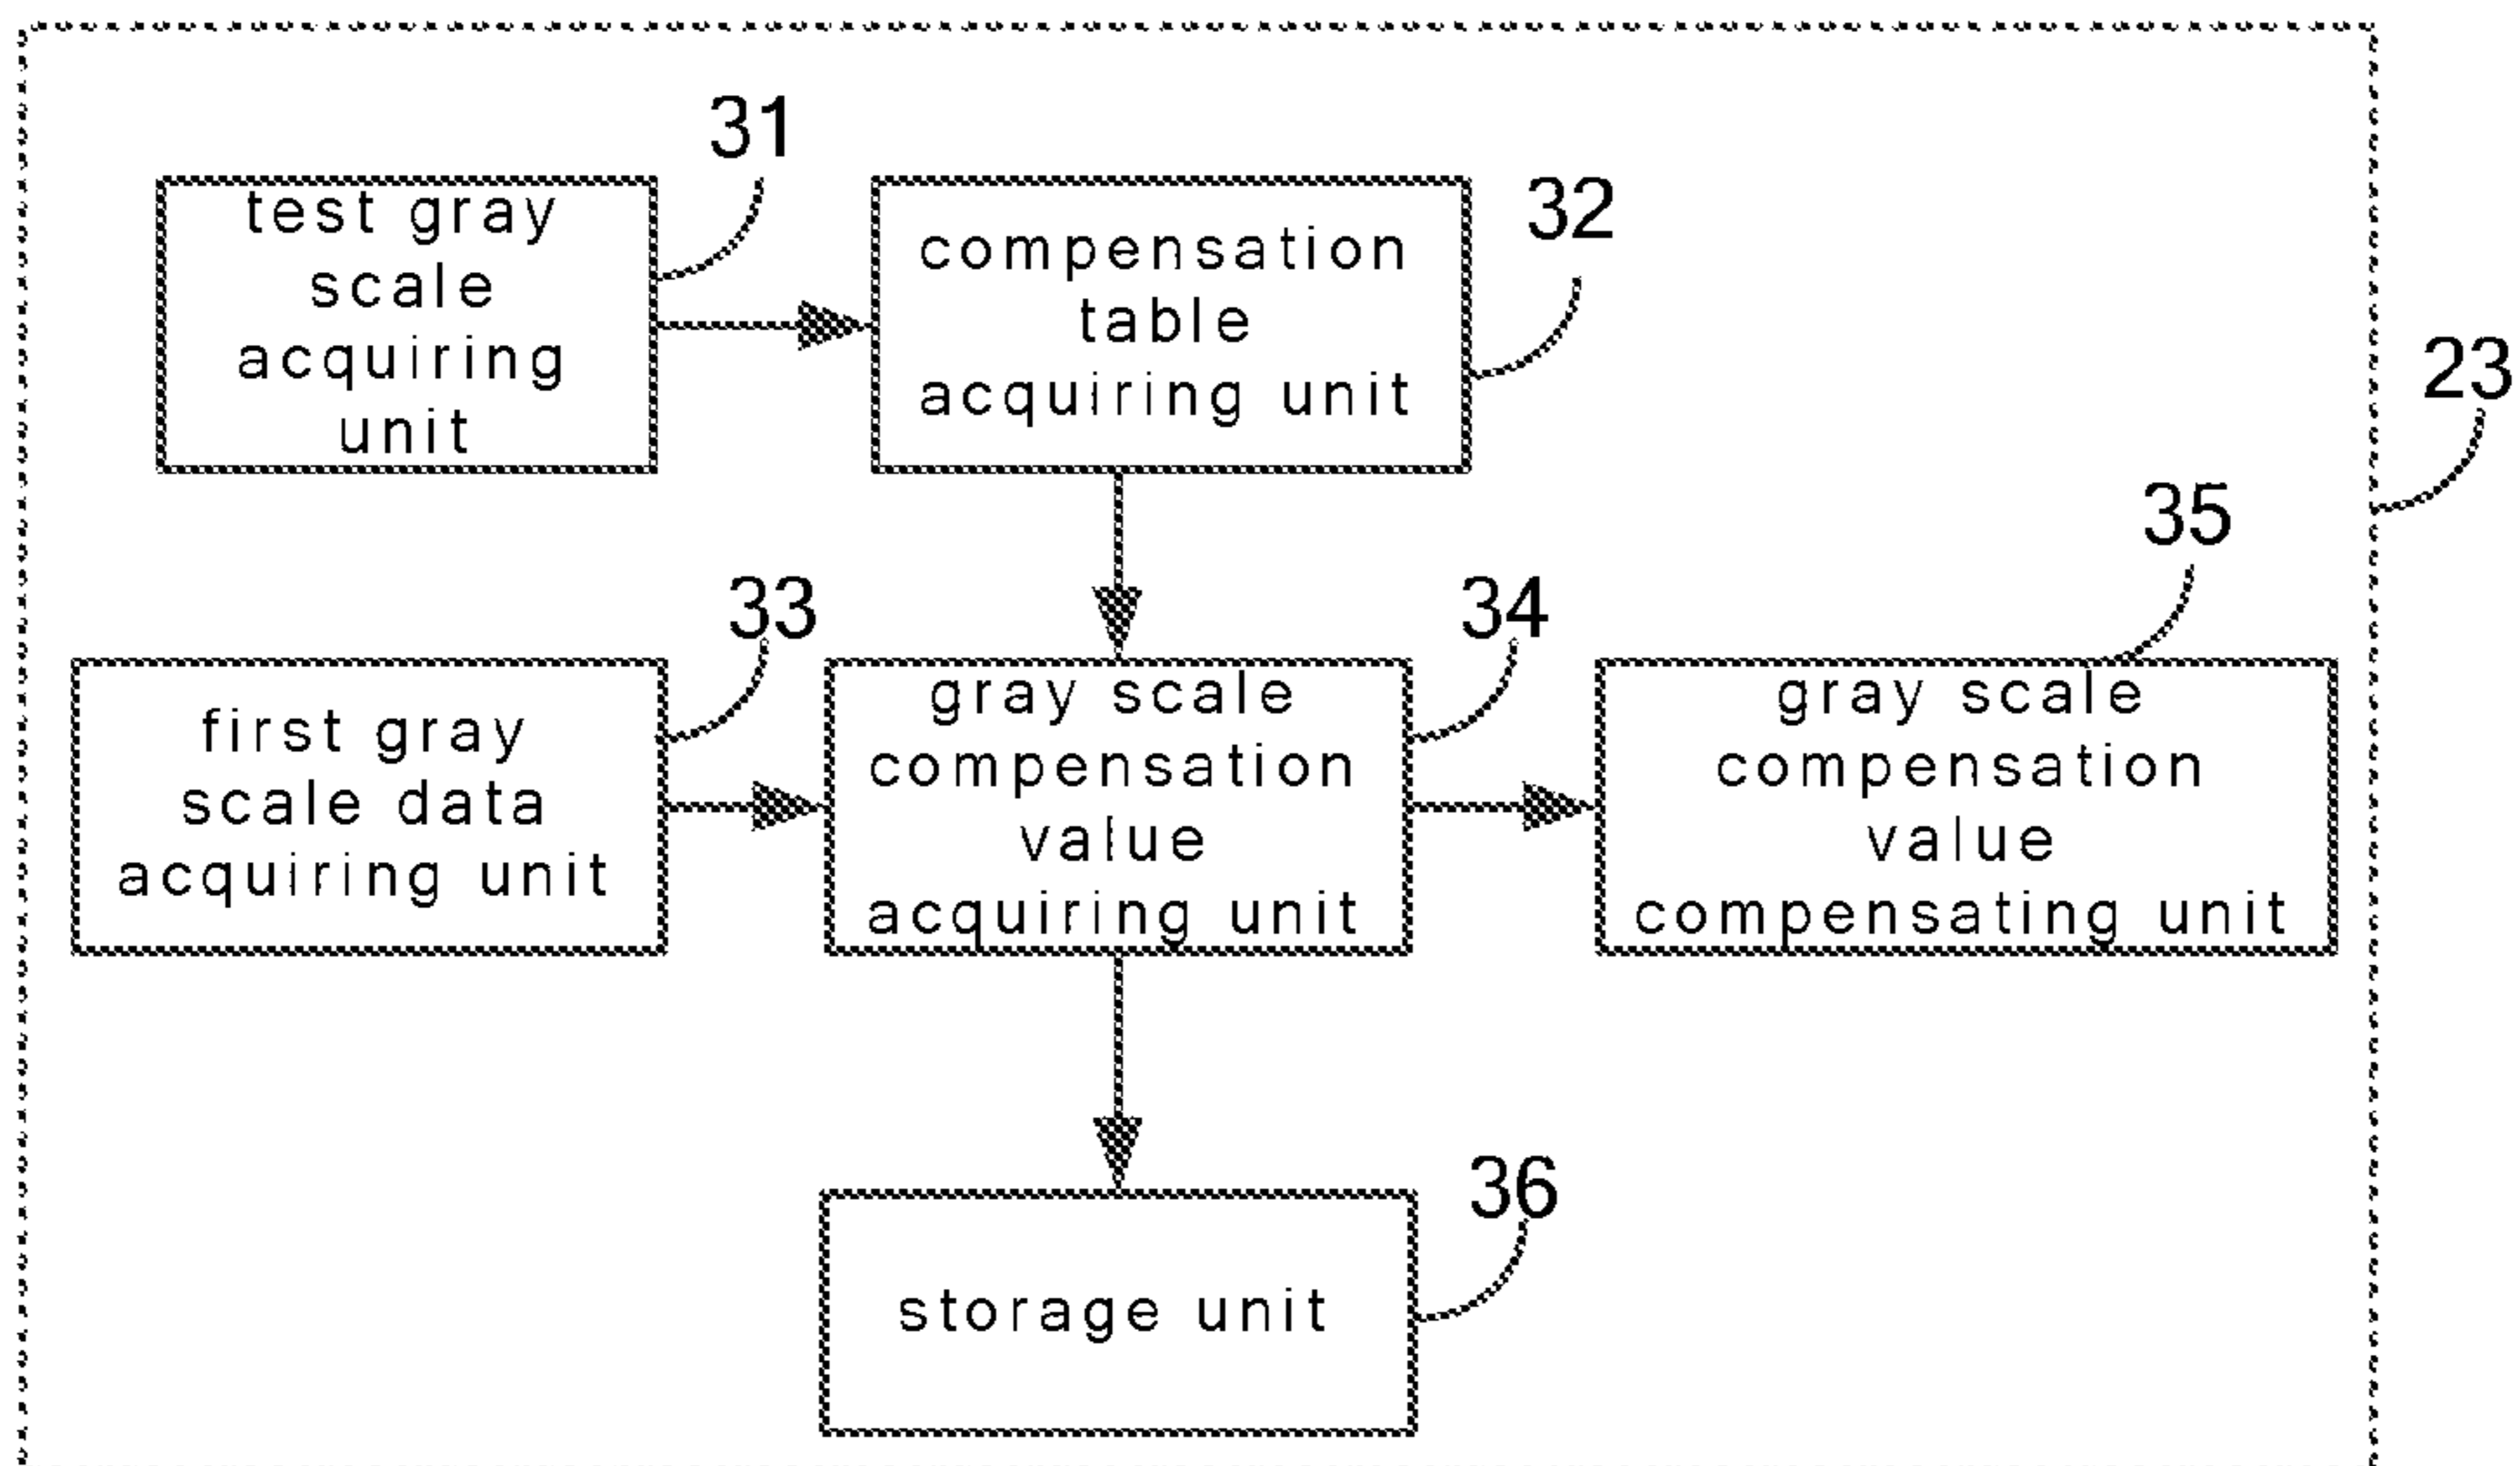 31
test gray
scale
acquiring
unit
32
compensation
table
acquiring unit
23
33
first gray
scale data
acquiring unit
34
gray scale
compensation
value
acquiring unit
35
gray scale
compensation
value
compensating unit
36
storage unit